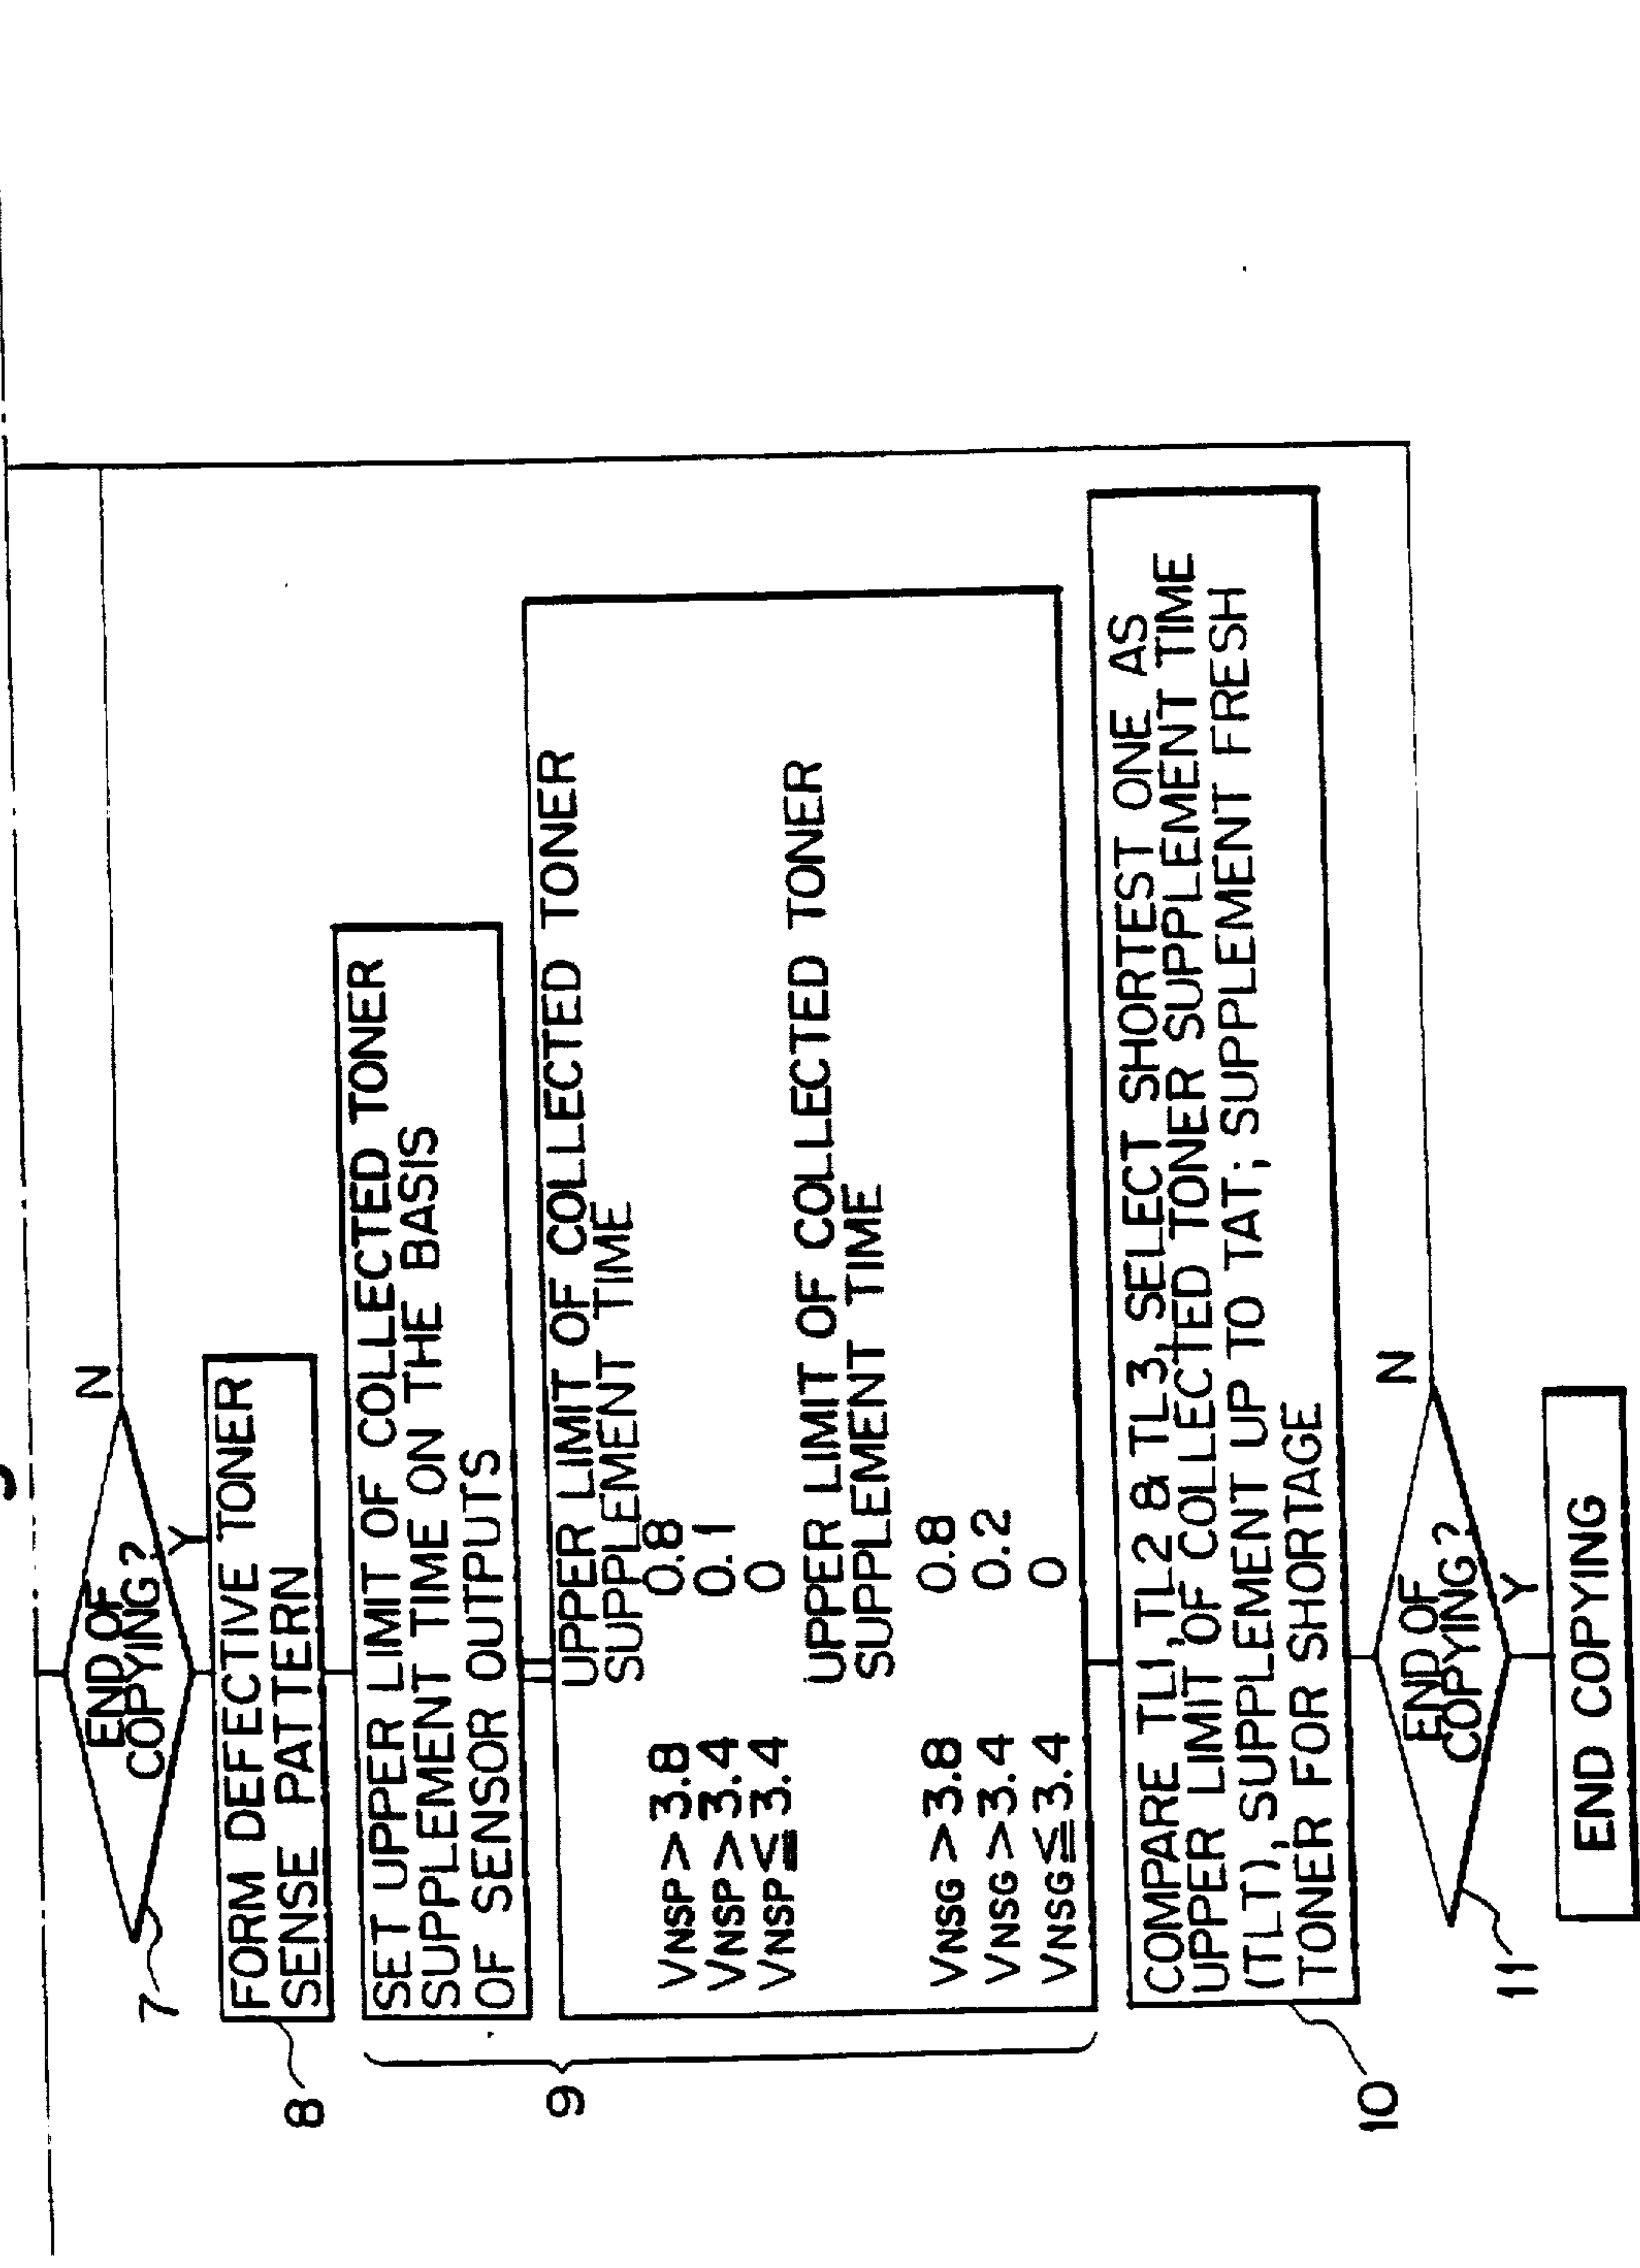 END OF
COPYING?
N
Y
7
FORM DEFECTIVE TONER
SENSE PATTERN
8
SET UPPER LIMIT OF COLLECTED TONER
SUPPLEMENT TIME ON THE BASIS
OF SENSOR OUTPUTS
9
UPPER LIMIT OF COLLECTED TONER
SUPPLEMENT TIME
VNSP > 3.8 0.8
VNSP > 3.4 0.1
VNSP ≦ 3.4 0
UPPER LIMIT OF COLLECTED TONER
SUPPLEMENT TIME
VNSG > 3.8 0.8
VNSG > 3.4 0.2
VNSG ≦ 3.4 0
COMPARE TL1, TL2 & TL3, SELECT SHORTEST ONE AS
UPPER LIMIT OF COLLECTED TONER SUPPLEMENT TIME
(TLT), SUPPLEMENT UP TO TAT; SUPPLEMENT FRESH
TONER FOR SHORTAGE
10
END OF
COPYING?
N
Y
11
END COPYING